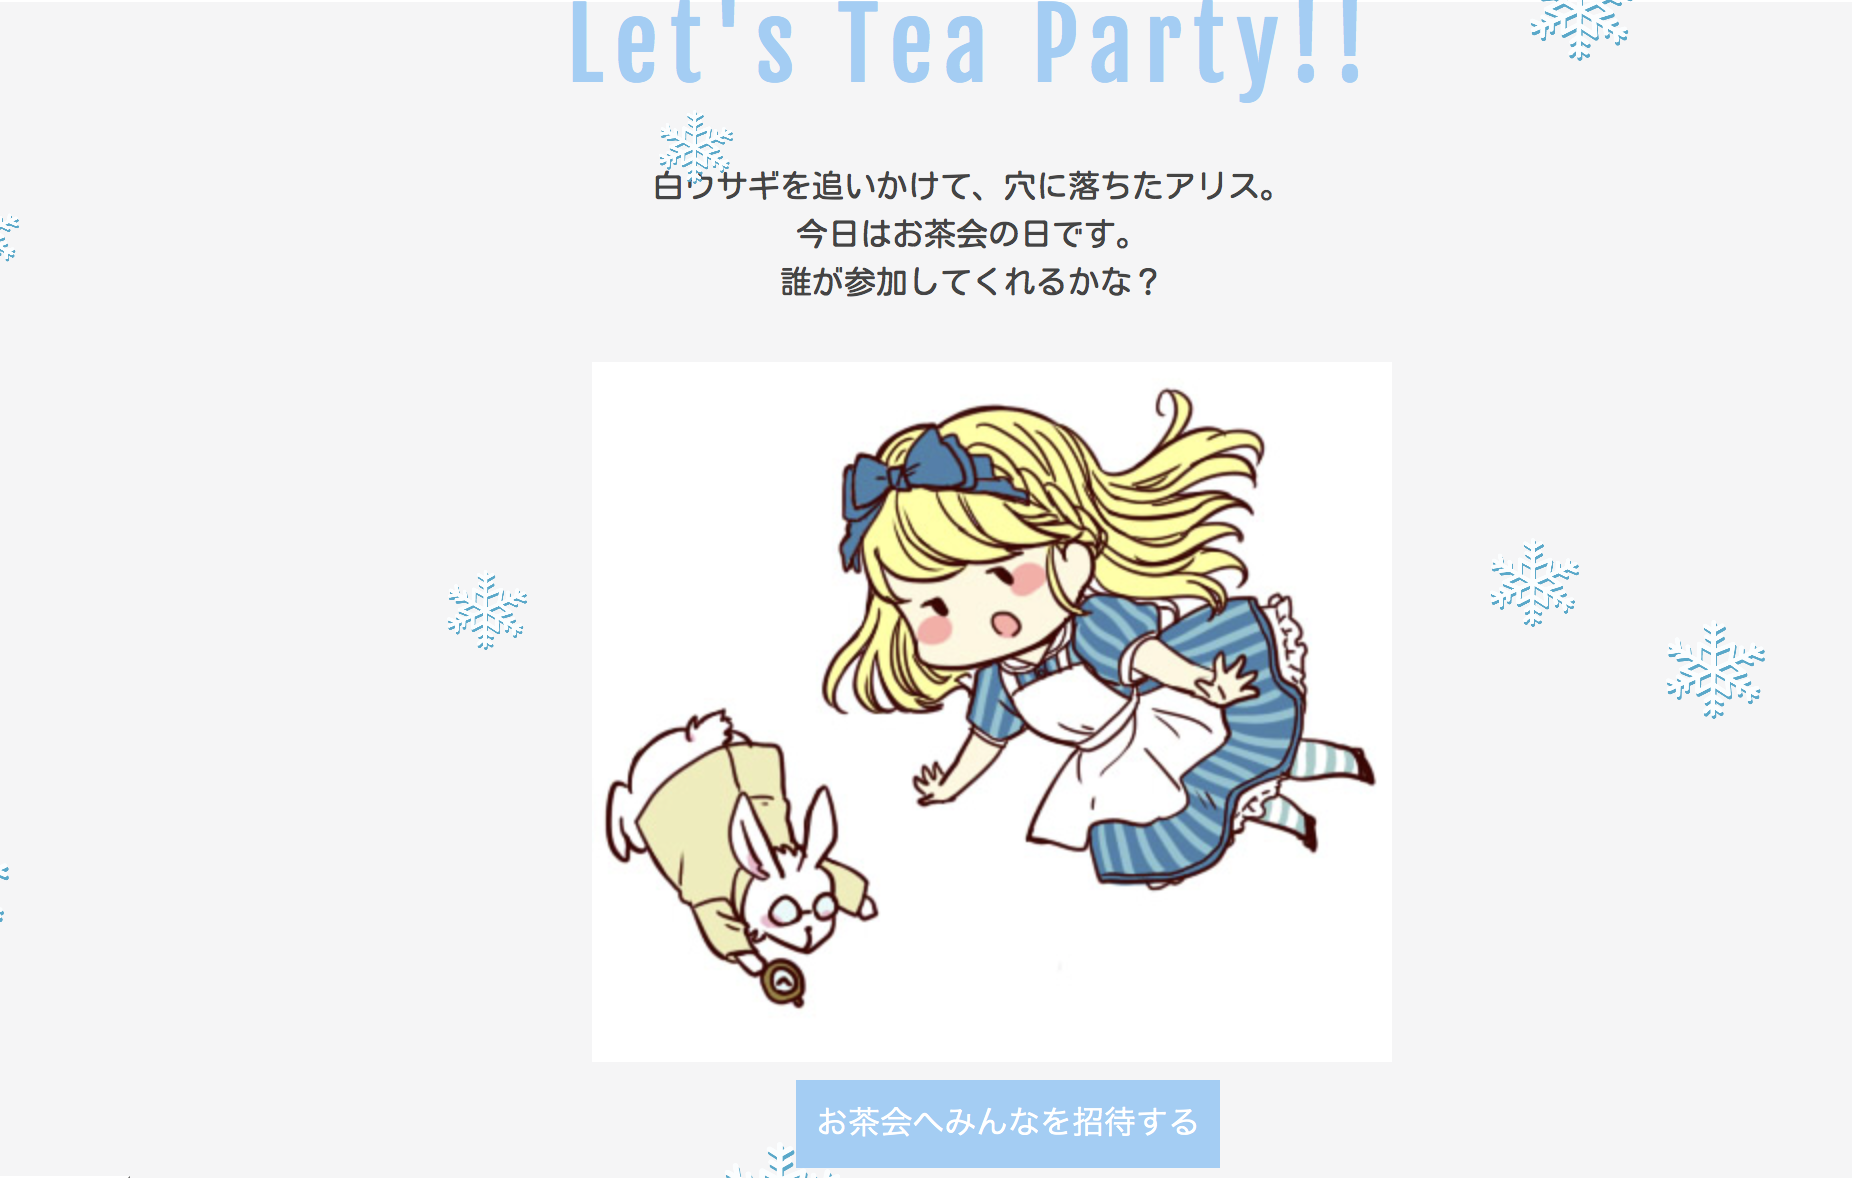 Let's Tea Party!!
白ウサギを追いかけて、穴に落ちたアリス。
今日はお茶会の日です。
誰が参加してくれるかな？
お茶会へみんなを招待する